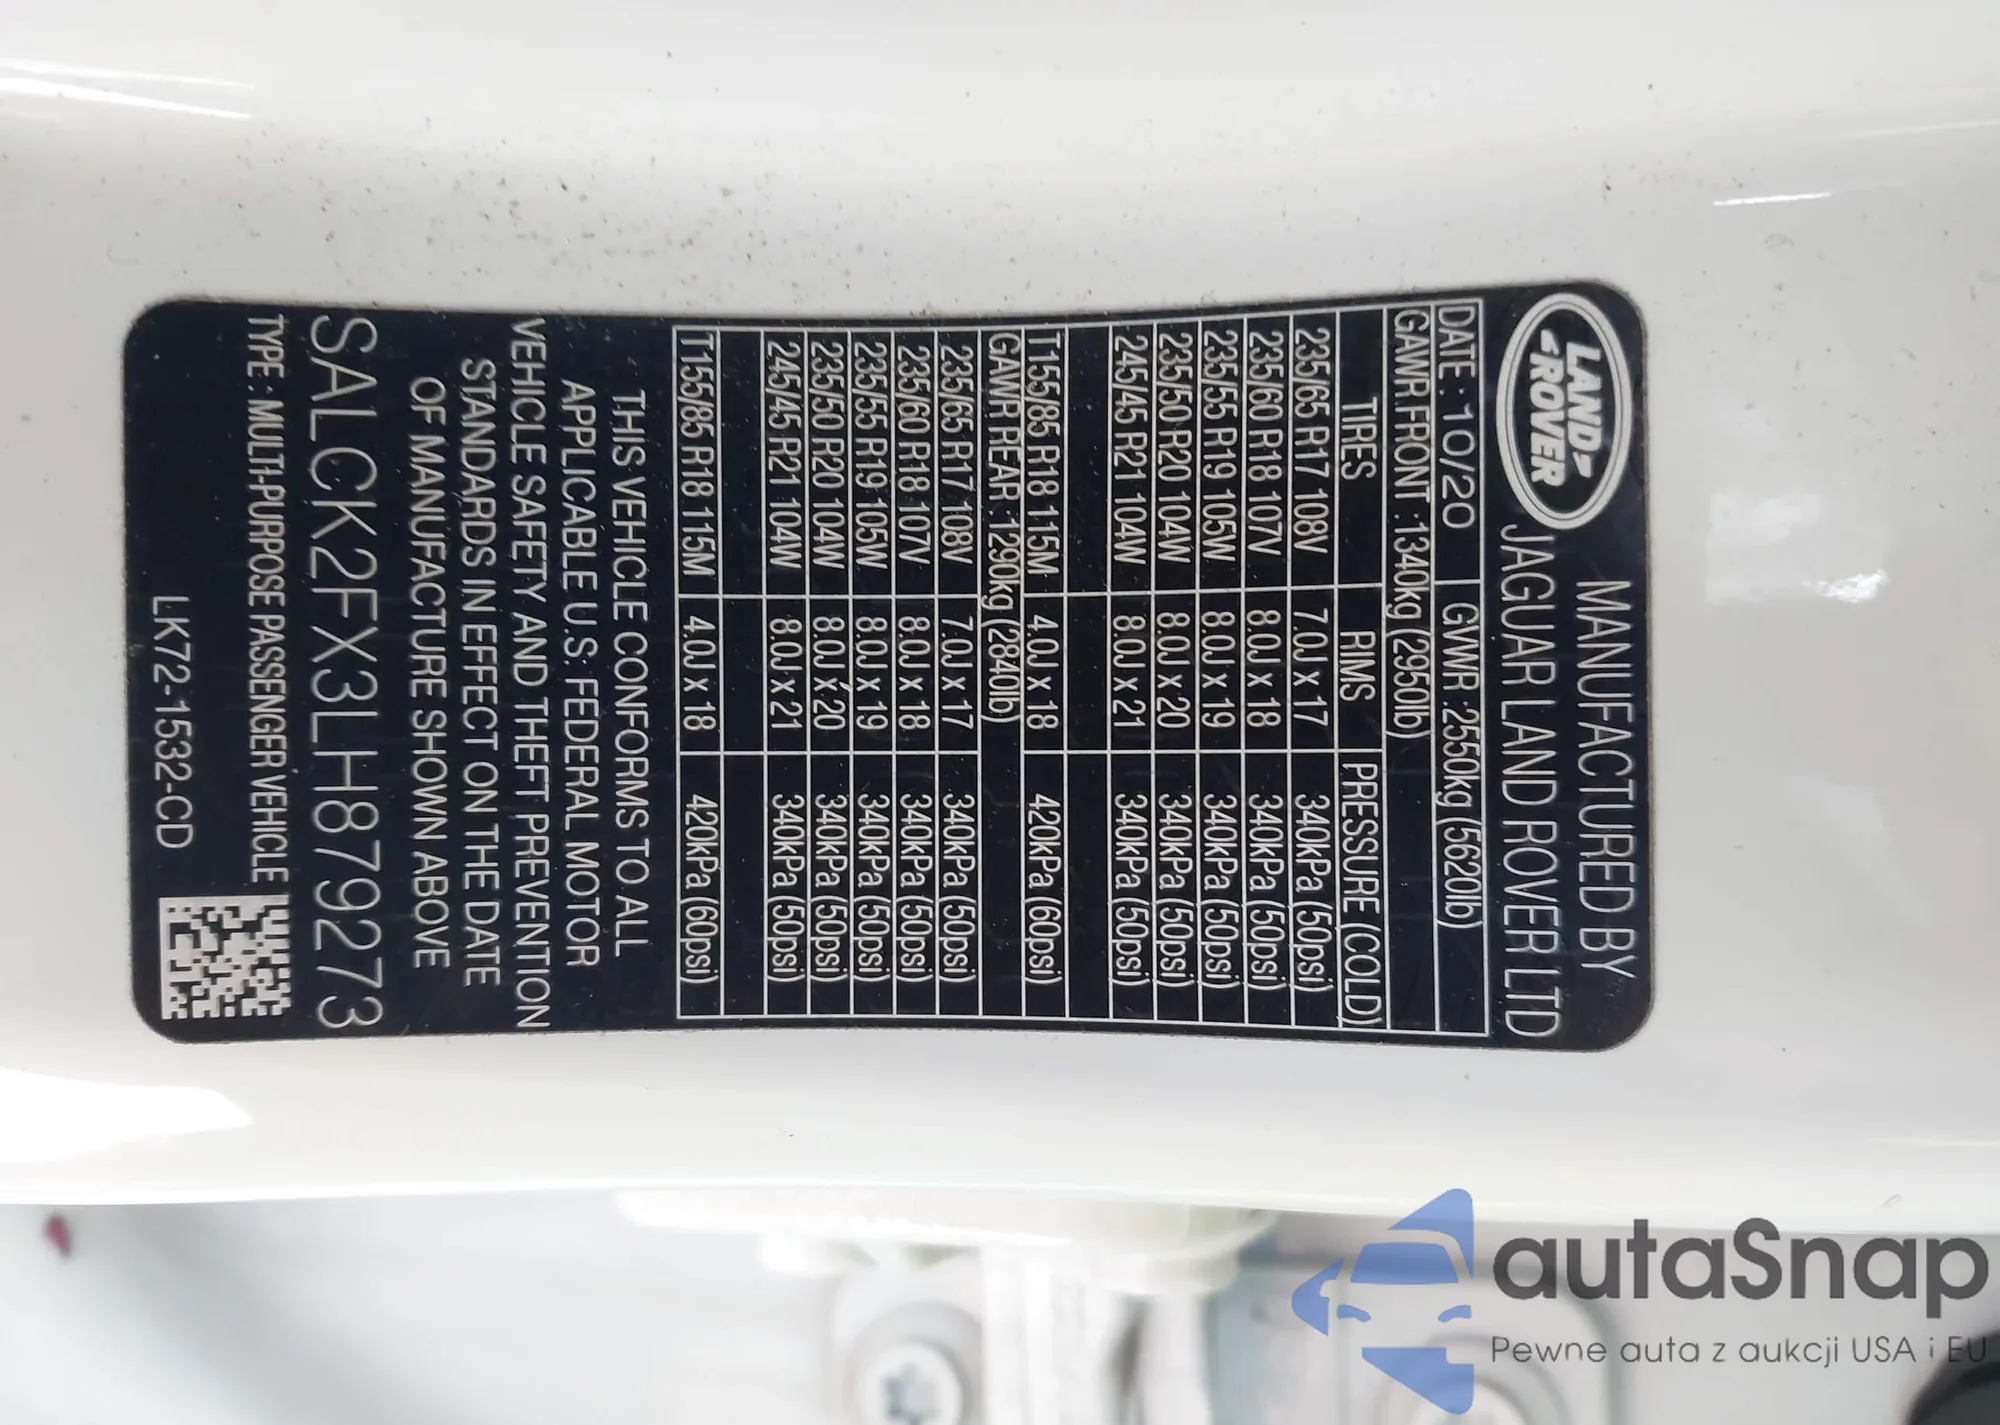 LAND
ROVER
MANUFACTURED BY
JAGUAR LAND ROVER LTD
DATE : 10/20 GWWR :2550kg (5620lb)
GAWR FRONT :1340kg (2950lb)
TIRES RIMS PRESSURE (COLD)
235/65 R17 108V 7.0J x 17 340kPa (50psi)
235/60 R18 107V 8.0J x 18 340kPa (50psi)
235/55 R19 105W 8.0J x 19 340kPa (50psi)
235/50 R20 104W 8.0J x 20 340kPa (50psi)
245/45 R21 104W 8.0J x 21 340kPa (50psi)
T155/85 R18 115M 4.0J x 18 420kPa (60psi)
GAWR REAR :1290kg (2840lb)
235/65 R17 108V 7.0J x 17 340kPa (50psi)
235/60 R18 107V 8.0J x 18 340kPa (50psi)
235/55 R19 105W 8.0J x 19 340kPa (50psi)
235/50 R20 104W 8.0J x 20 340kPa (50psi)
245/45 R21 104W 8.0J x 21 340kPa (50psi)
T155/85 R18 115M 4.0J x 18 420kPa (60psi)
THIS VEHICLE CONFORMS TO ALL
APPLICABLE U.S. FEDERAL MOTOR
VEHICLE SAFETY AND THEFT PREVENTION
STANDARDS IN EFFECT ON THE DATE
OF MANUFACTURE SHOWN ABOVE
SALCK2FX3LH879273
TYPE : MULTI-PURPOSE PASSENGER VEHICLE
LK72-1532-CD
autaSnap
Pewne auta z aukcji USA i EU